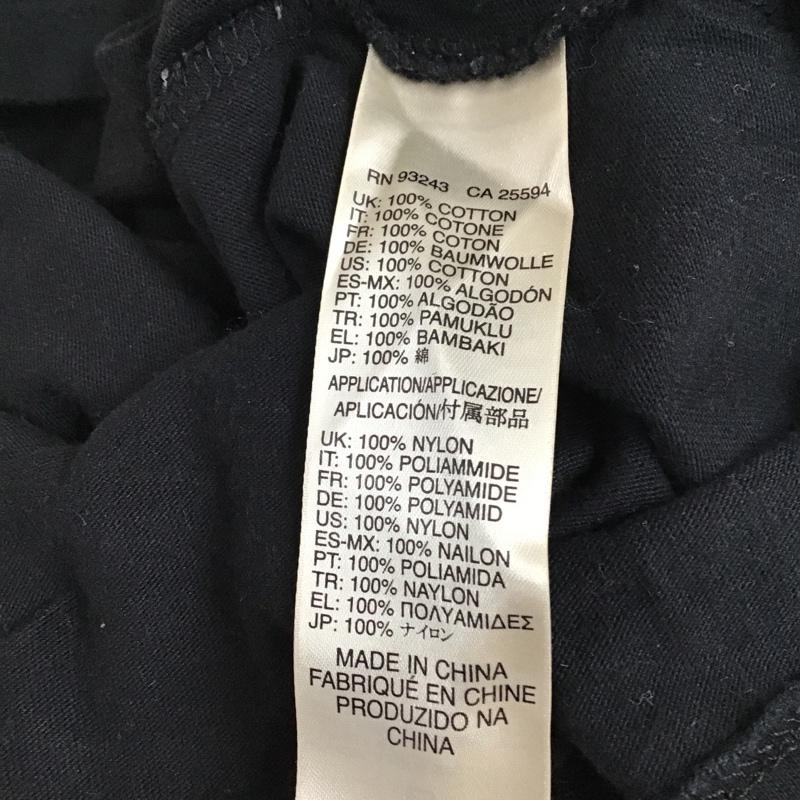 RN 93243 CA 25594
UK: 100% COTTON
IT: 100% COTONE
FR: 100% COTON
DE: 100% BAUMWOLLE
US: 100% COTTON
ES-MX: 100% ALGODÓN
PT: 100% ALGODÃO
TR: 100% PAMUKLU
EL: 100% BAMBAKI
JP: 100% 綿
APPLICATION/APPLICAZIONE/
APLICACIÓN/付属部品
UK: 100% NYLON
IT: 100% POLIAMMIDE
FR: 100% POLYAMIDE
DE: 100% POLYAMID
US: 100% NYLON
ES-MX: 100% NAILON
PT: 100% POLIAMIDA
TR: 100% NAYLON
EL: 100% ΠΟΛΥΑΜΙΔΕΣ
JP: 100% ナイロン
MADE IN CHINA
FABRIQUÉ EN CHINE
PRODUZIDO NA
CHINA